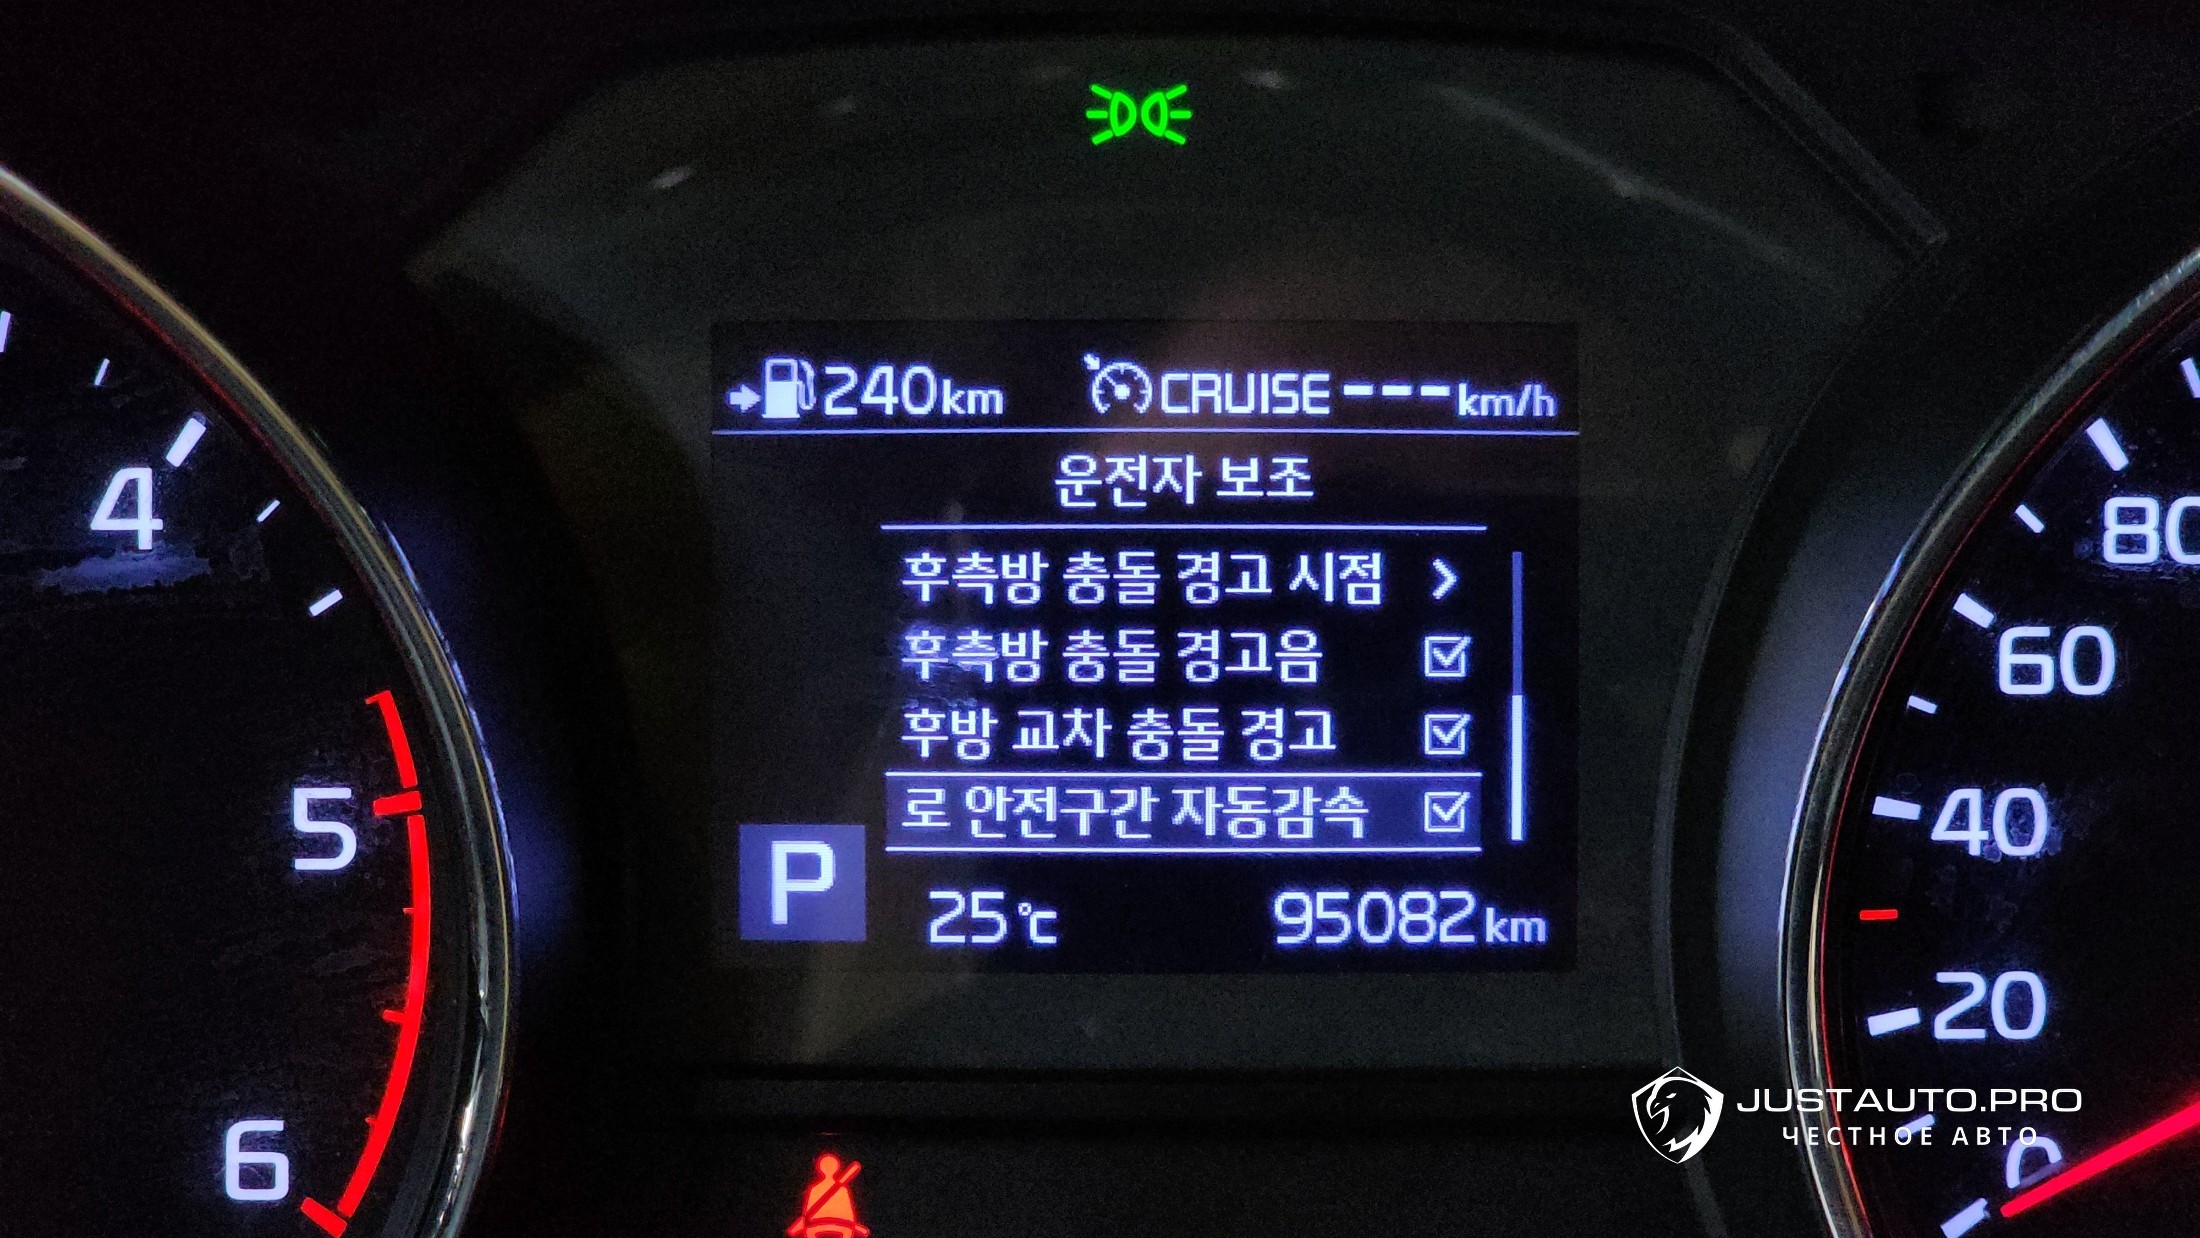 240km CRUISE---km/h
운전자 보조
후측방 충돌 경고 시점 >
후측방 충돌 경고음
후방 교차 충돌 경고
로 안전구간 자동감속
P
25℃ 95082km
4
5
6
80
60
40
20
0
JUSTAUTO.PRO
ЧЕСТНОЕ АВТО